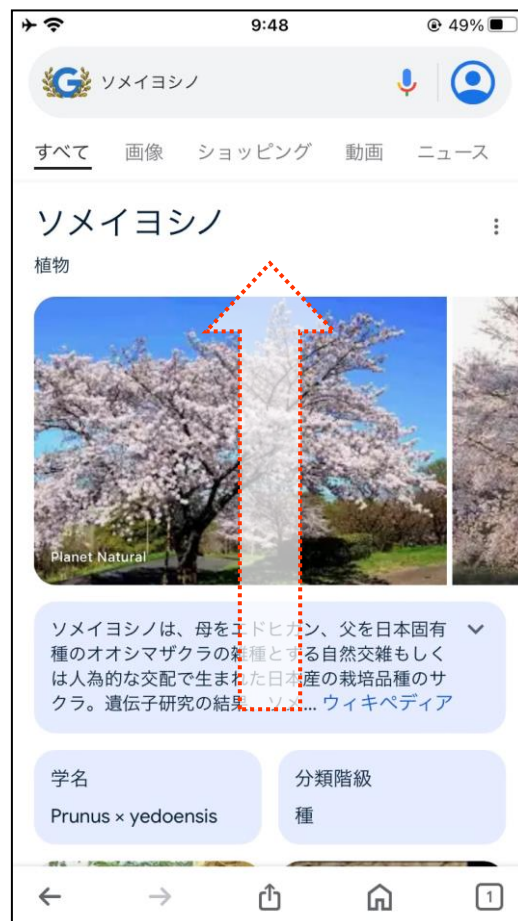 9:48
49%
ソメイヨシノ
すべて 画像 ショッピング 動画 ニュース
ソメイヨシノ
植物
Planet Natural
ソメイヨシノは、母をエドヒガン、父を日本固有
種のオオシマザクラの雑種とする自然交雑もしく
は人為的な交配で生まれた日本産の栽培品種のサ
クラ。遺伝子研究の結果、ソメ... ウィキペディア
学名
Prunus × yedoensis
分類階級
種
1